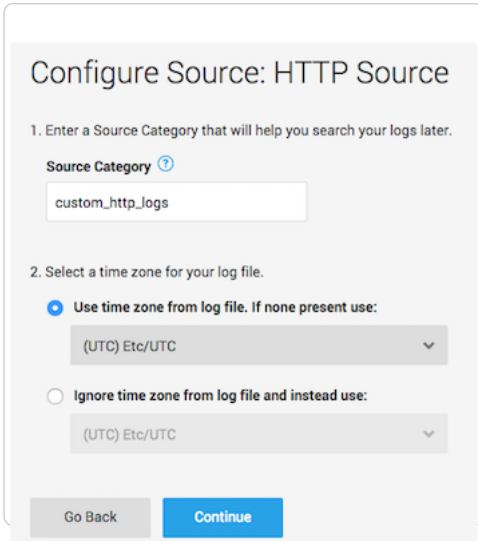 Configure Source: HTTP Source
1. Enter a Source Category that will help you search your logs later.
Source Category ?
custom_http_logs
2. Select a time zone for your log file.
Use time zone from log file. If none present use:
(UTC) Etc/UTC
Ignore time zone from log file and instead use:
(UTC) Etc/UTC
Go Back Continue